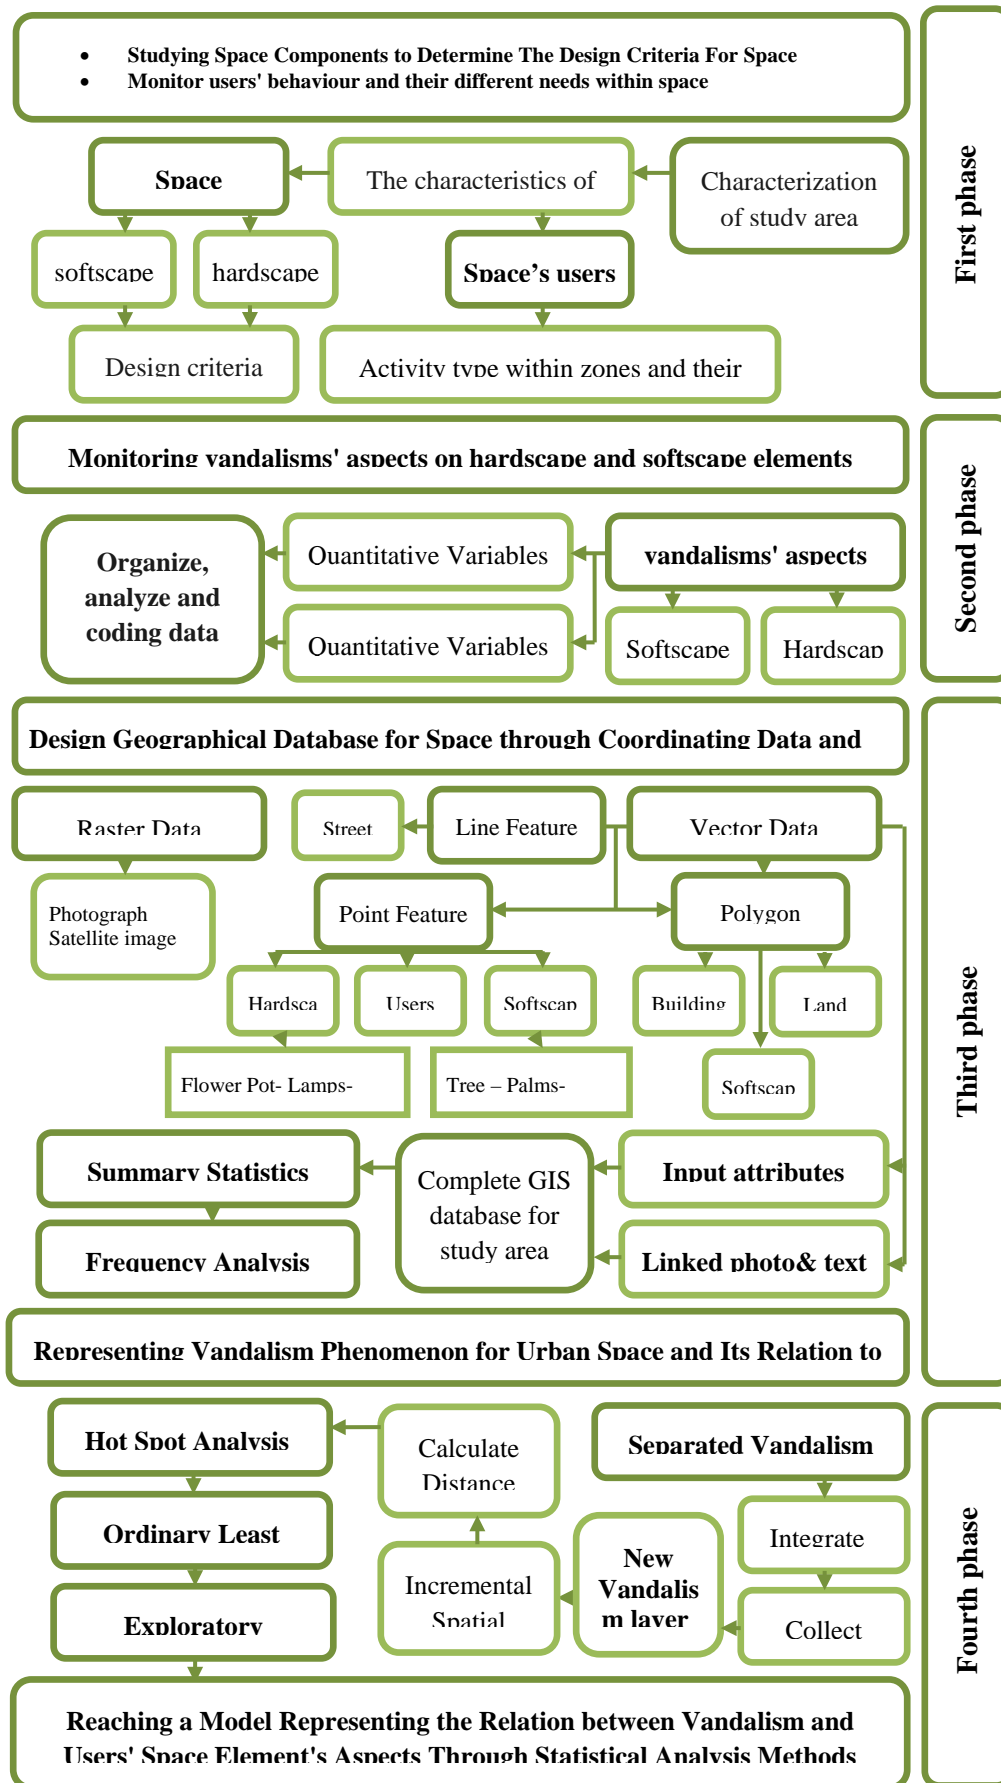 • Studying Space Components to Determine The Design Criteria For Space
• Monitor users' behaviour and their different needs within space
First phase
Space
The characteristics of
Characterization
of study area
softscape
hardscape
Space's users
Design criteria
Activity type within zones and their
Monitoring vandalisms' aspects on hardscape and softscape elements
Second phase
Organize,
analyze and
coding data
Quantitative Variables
vandalisms' aspects
Quantitative Variables
Softscape
Hardscap
Design Geographical Database for Space through Coordinating Data and
Third phase
Raster Data
Street
Line Feature
Vector Data
Photograph
Satellite image
Point Feature
Polygon
Hardsca
Users
Softscap
Building
Land
Flower Pot- Lamps-
Tree – Palms-
Softscap
Summary Statistics
Complete GIS
database for
study area
Input attributes
Frequency Analysis
Linked photo& text
Representing Vandalism Phenomenon for Urban Space and Its Relation to
Fourth phase
Hot Spot Analysis
Calculate
Distance
Separated Vandalism
Ordinary Least
Integrate
New
Vandalis
m layer
Incremental
Spatial
Exploratory
Collect
Reaching a Model Representing the Relation between Vandalism and
Users' Space Element's Aspects Through Statistical Analysis Methods